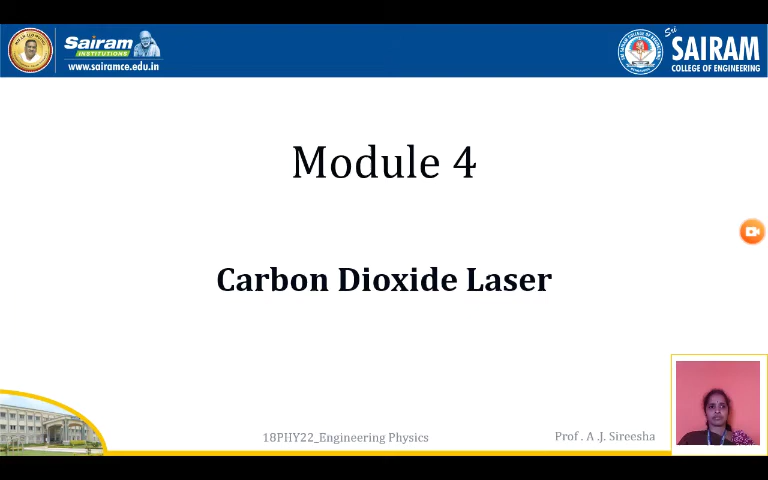 Sairam
INSTITUTIONS
www.sairamce.edu.in
Sri
SAIRAM
COLLEGE OF ENGINEERING
Module 4
Carbon Dioxide Laser
18PHY22_Engineering Physics
Prof . A .J. Sireesha